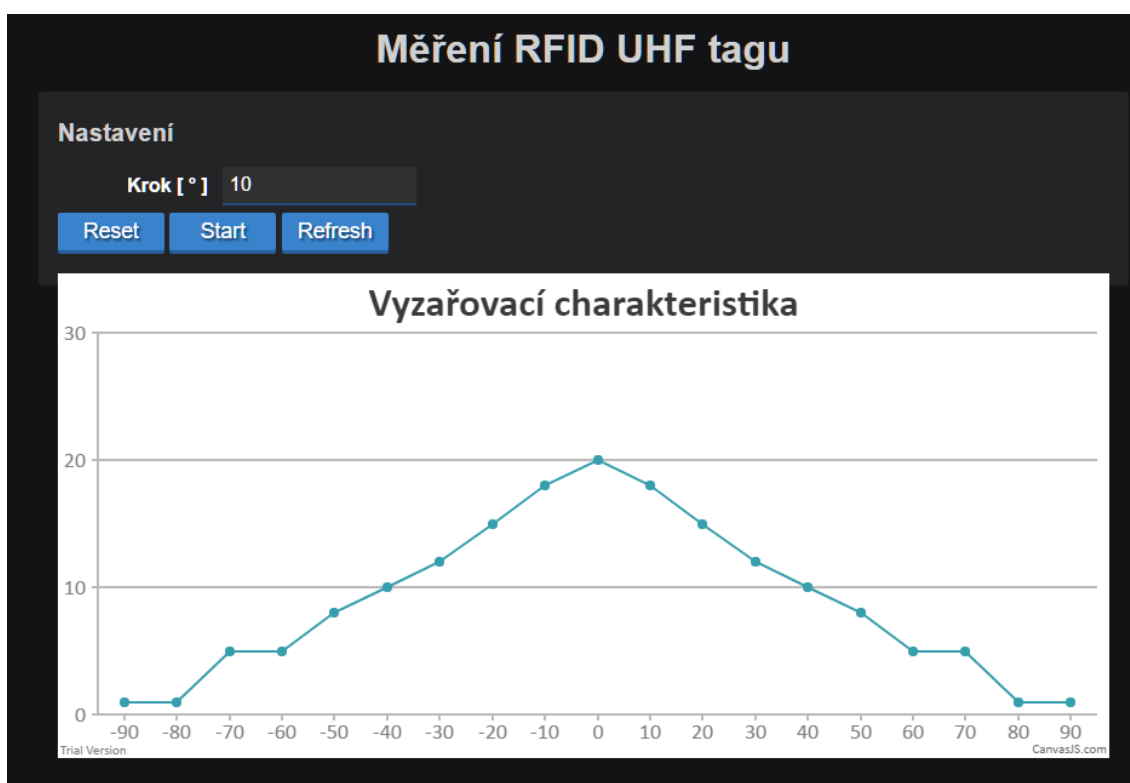 Měření RFID UHF tagu
Nastavení
Krok [ ° ] 10
Reset Start Refresh
Vyzařovací charakteristika
30
20
10
0
-90 -80 -70 -60 -50 -40 -30 -20 -10 0 10 20 30 40 50 60 70 80 90
Trial Version CanvasJS.com